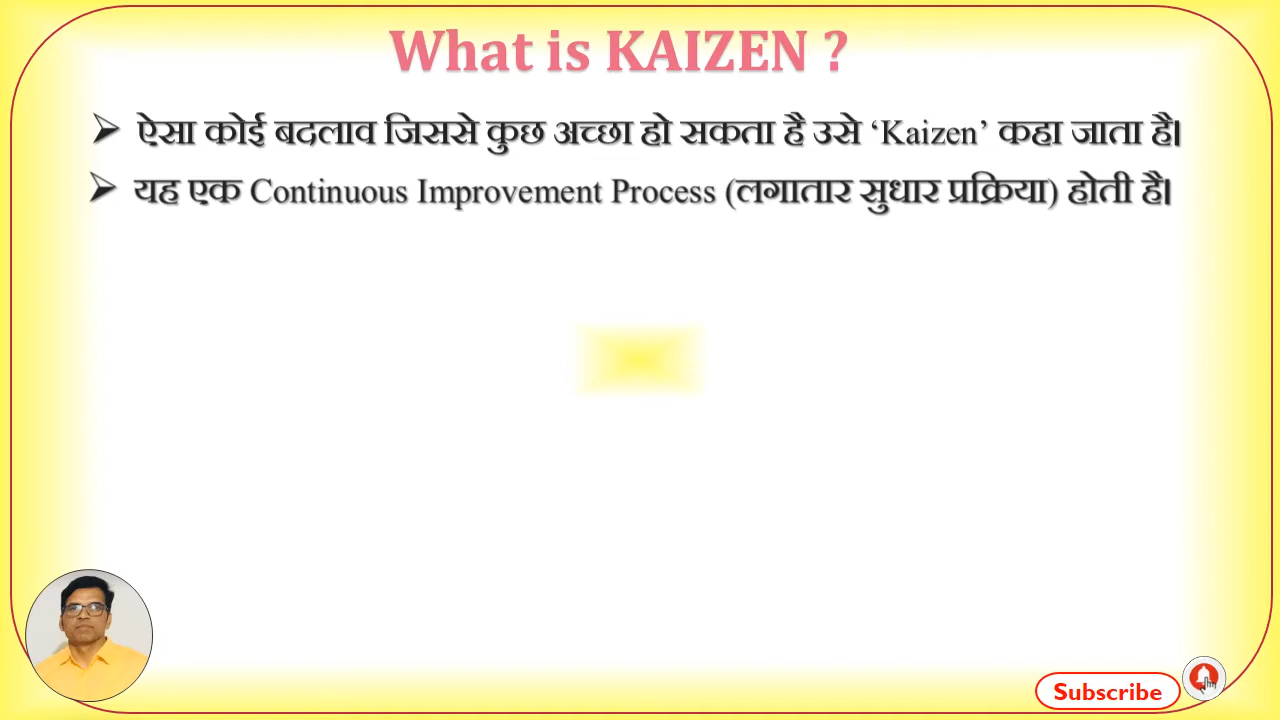 What is KAIZEN ?
➢ ऐसा कोई बदलाव जिससे कुछ अच्छा हो सकता है उसे ‘Kaizen’ कहा जाता है।
➢ यह एक Continuous Improvement Process (लगातार सुधार प्रक्रिया) होती है।
Subscribe